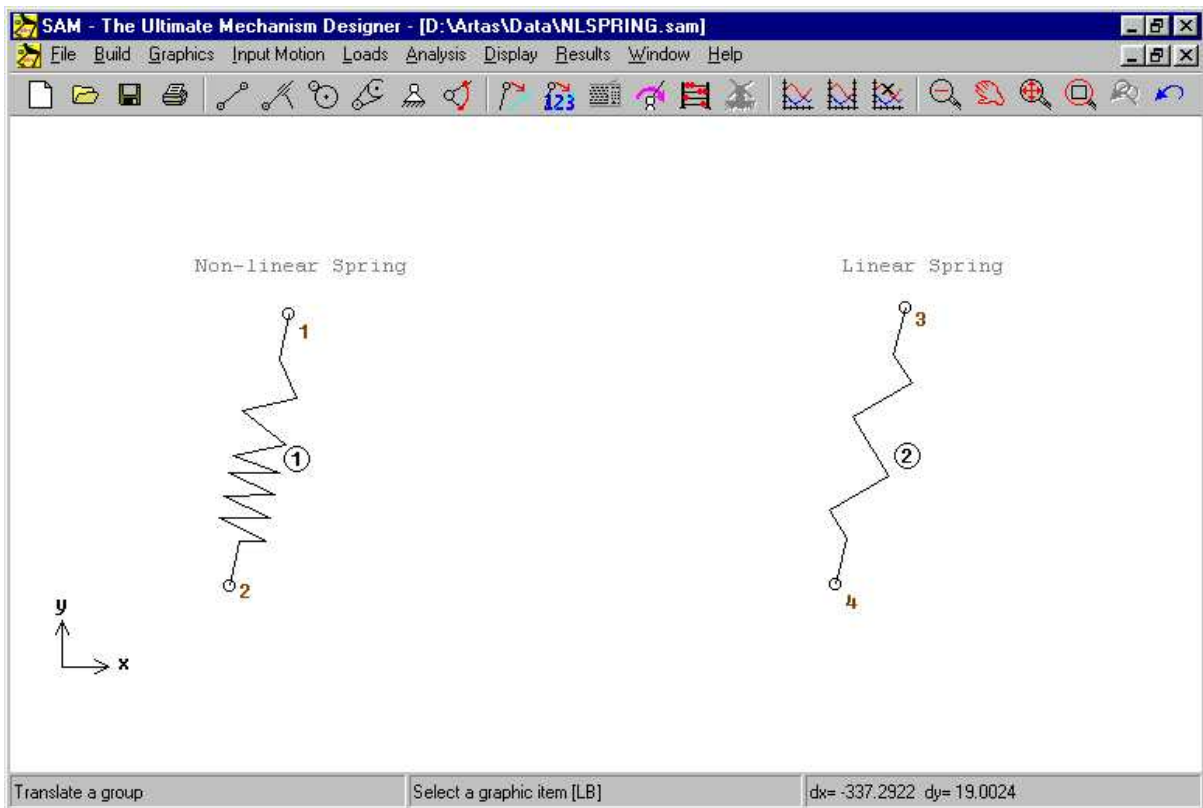 SAM - The Ultimate Mechanism Designer - [D:\Artas\Data\NLSPRING.sam]
File Build Graphics Input Motion Loads Analysis Display Results Window Help
123
Non-linear Spring
Linear Spring
1
3
1
2
2
4
y
x
Translate a group
Select a graphic item [LB]
dx= -337.2922 dy= 19.0024